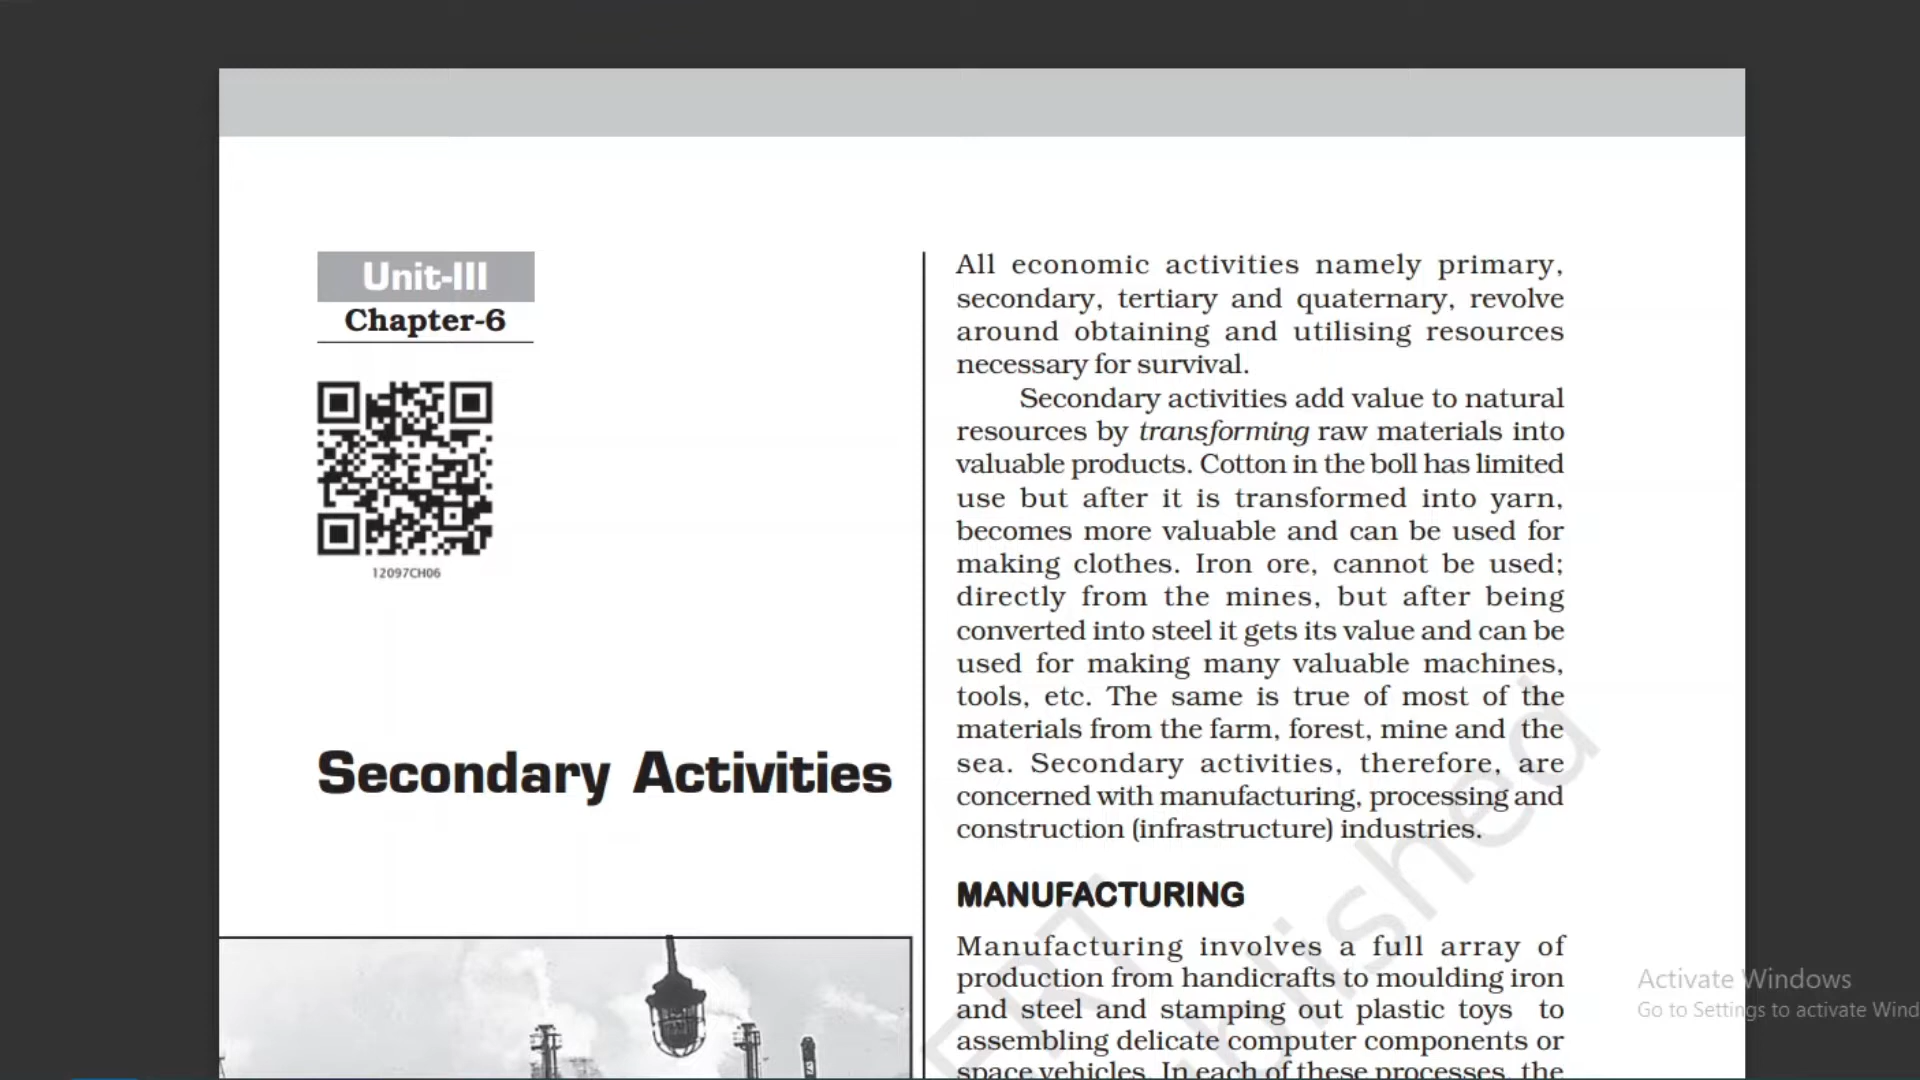 Unit-III
Chapter-6
12097CH06
Secondary Activities
All economic activities namely primary,
secondary, tertiary and quaternary, revolve
around obtaining and utilising resources
necessary for survival.
Secondary activities add value to natural
resources by transforming raw materials into
valuable products. Cotton in the boll has limited
use but after it is transformed into yarn,
becomes more valuable and can be used for
making clothes. Iron ore, cannot be used;
directly from the mines, but after being
converted into steel it gets its value and can be
used for making many valuable machines,
tools, etc. The same is true of most of the
materials from the farm, forest, mine and the
sea. Secondary activities, therefore, are
concerned with manufacturing, processing and
construction (infrastructure) industries.
MANUFACTURING
Manufacturing involves a full array of
production from handicrafts to moulding iron
and steel and stamping out plastic toys to
assembling delicate computer components or
space vehicles. In each of these processes, the
Activate Windows
Go to Settings to activate Wind